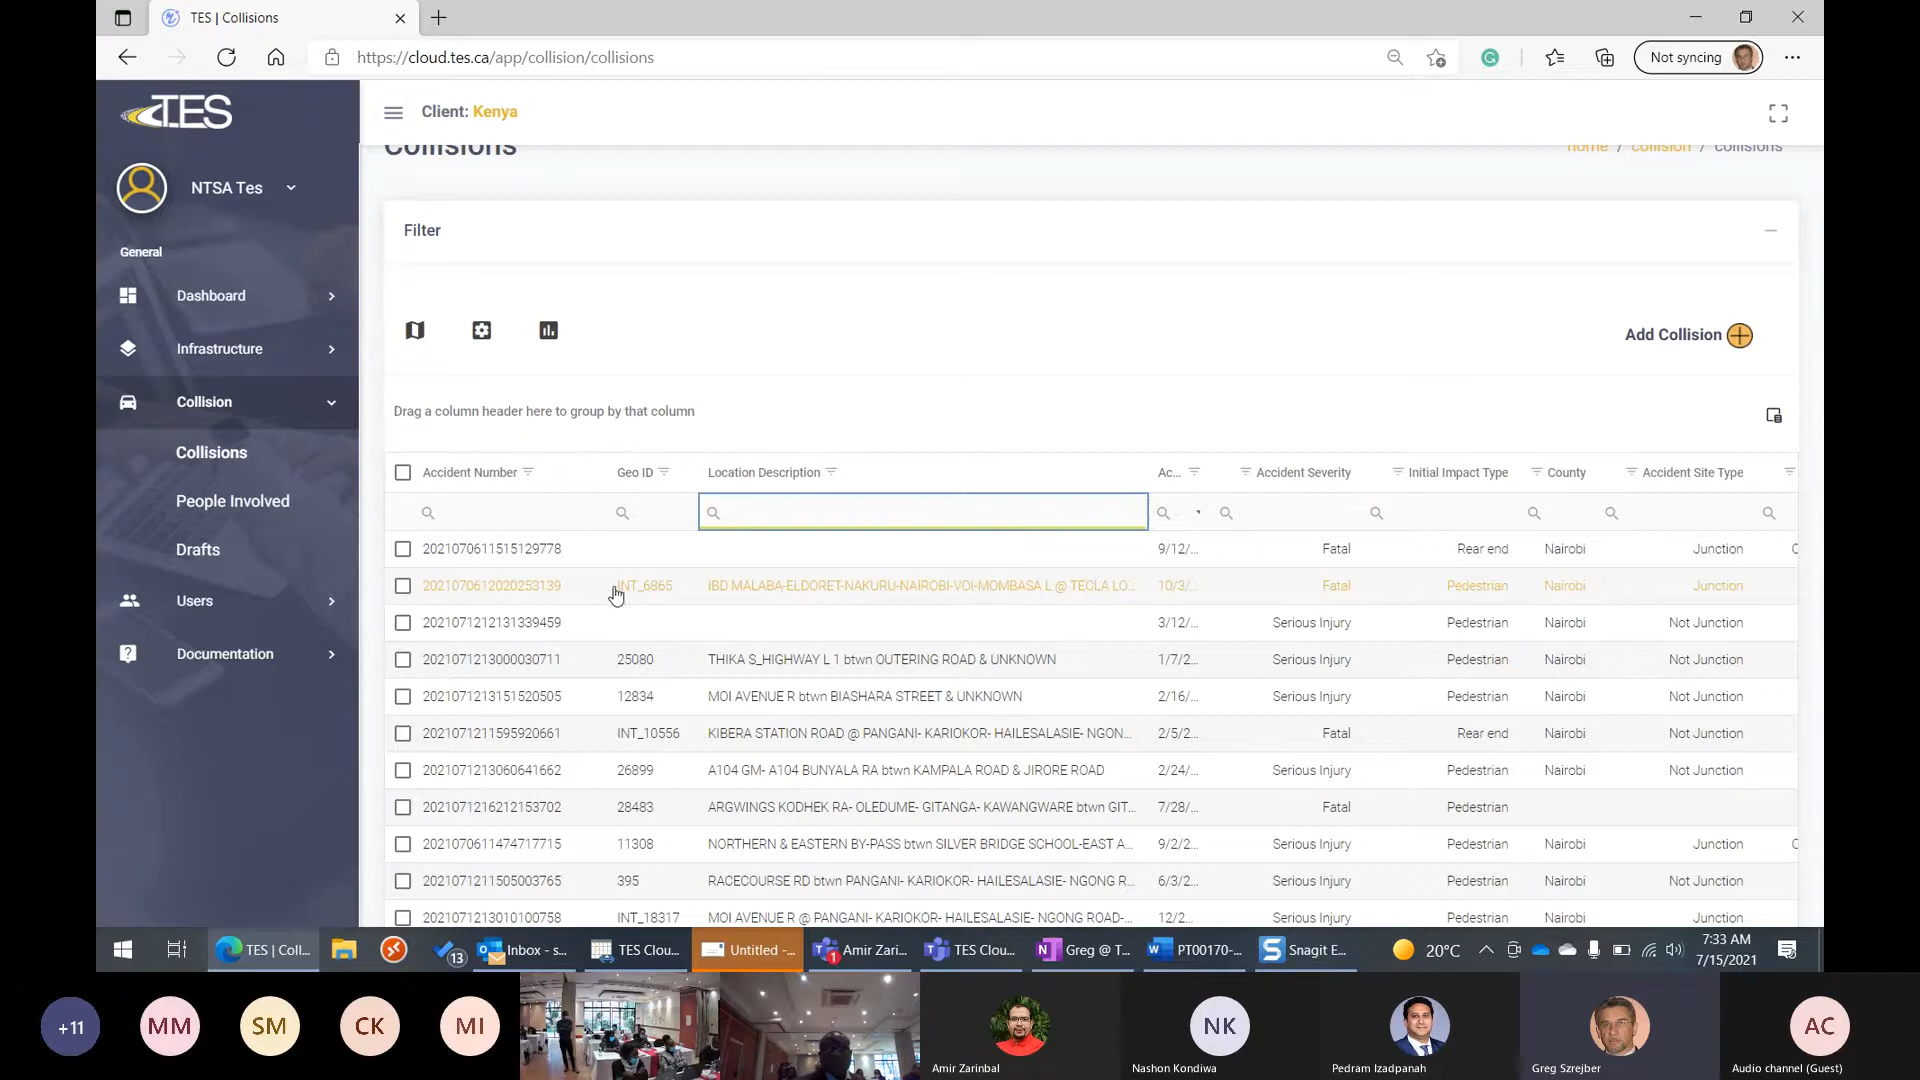 TES | Collisions
https://cloud.tes.ca/app/collision/collisions
Not syncing
TES
Client: Kenya
Collisions
home / collision / collisions
NTSA Tes
General
Dashboard
Infrastructure
Collision
Collisions
People Involved
Drafts
Users
Documentation
Filter
Add Collision
Drag a column header here to group by that column
Accident Number Geo ID Location Description Ac... Accident Severity Initial Impact Type County Accident Site Type
2021070611515129778 9/12/... Fatal Rear end Nairobi Junction
2021070612020253139 INT_6865 IBD MALABA-ELDORET-NAKURU-NAIROBI-VOI-MOMBASA L @ TECLA LO... 10/3/... Fatal Pedestrian Nairobi Junction
2021071212131339459 3/12/... Serious Injury Pedestrian Nairobi Not Junction
2021071213000030711 25080 THIKA S_HIGHWAY L 1 btwn OUTERING ROAD & UNKNOWN 1/7/2... Serious Injury Pedestrian Nairobi Not Junction
2021071213151520505 12834 MOI AVENUE R btwn BIASHARA STREET & UNKNOWN 2/16/... Serious Injury Pedestrian Nairobi Not Junction
2021071211595920661 INT_10556 KIBERA STATION ROAD @ PANGANI- KARIOKOR- HAILESALASIE- NGON... 2/5/2... Fatal Rear end Nairobi Not Junction
2021071213060641662 26899 A104 GM- A104 BUNYALA RA btwn KAMPALA ROAD & JIRORE ROAD 2/24/... Serious Injury Pedestrian Nairobi Not Junction
2021071216212153702 28483 ARGWINGS KODHEK RA- OLEDUME- GITANGA- KAWANGWARE btwn GIT... 7/28/... Fatal Pedestrian
2021070611474717715 11308 NORTHERN & EASTERN BY-PASS btwn SILVER BRIDGE SCHOOL-EAST A... 9/2/2... Serious Injury Pedestrian Nairobi Junction
2021071211505003765 395 RACECOURSE RD btwn PANGANI- KARIOKOR- HAILESALASIE- NGONG R... 6/3/2... Serious Injury Pedestrian Nairobi Not Junction
2021071213010100758 INT_18317 MOI AVENUE R @ PANGANI- KARIOKOR- HAILESALASIE- NGONG ROAD-... 12/2... Serious Injury Pedestrian Nairobi Junction
TES | Coll... 13 Inbox - s... TES Clou... Untitled -... 1 Amir Zari... TES Clou... Greg @ T... PT00170-... Snagit E... 20°C 7:33 AM
7/15/2021
+11 MM SM CK MI NK AC
Amir Zarinbal Nashon Kondiwa Pedram Izadpanah Greg Szrejber Audio channel (Guest)